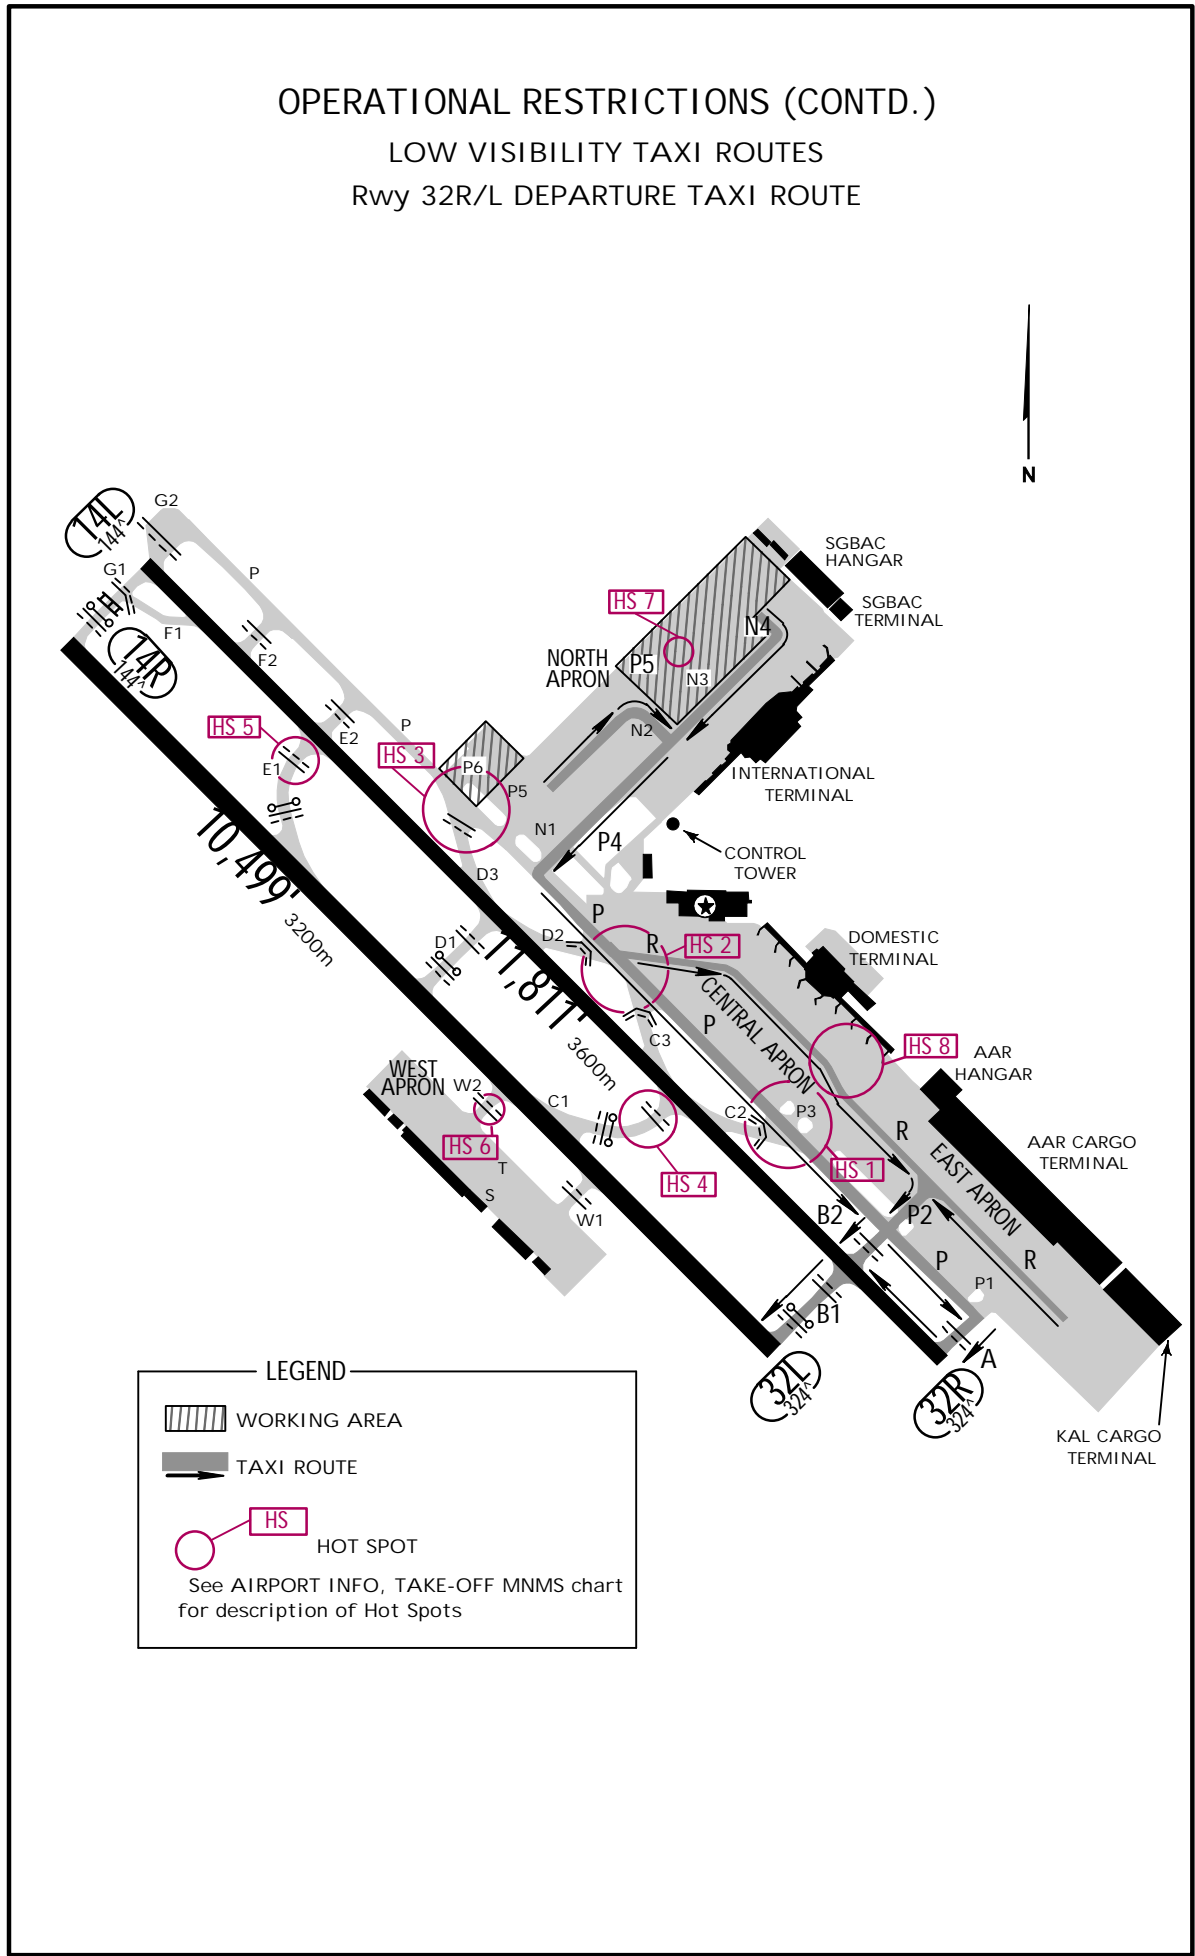 OPERATIONAL RESTRICTIONS (CONTD.)
LOW VISIBILITY TAXI ROUTES
Rwy 32R/L DEPARTURE TAXI ROUTE
N
14L
144^
G2
G1
P
F1
F2
14R
144^
E2
P
HS 5
E1
HS 3
P6
P5
SGBAC
HANGAR
SGBAC
TERMINAL
HS 7
N4
NORTH
APRON
P5
N3
N2
INTERNATIONAL
TERMINAL
N1
P4
CONTROL
TOWER
D3
10,499'
3200m
P
D2
R
HS 2
DOMESTIC
TERMINAL
D1
11,811'
3600m
CENTRAL APRON
P
C3
HS 8
AAR
HANGAR
WEST
APRON
W2
C1
C2
P3
HS 6
T
S
HS 4
HS 1
R
AAR CARGO
TERMINAL
EAST APRON
W1
B2
P2
P
R
P1
B1
A
32L
324^
32R
324^
KAL CARGO
TERMINAL
LEGEND
WORKING AREA
TAXI ROUTE
HS
HOT SPOT
See AIRPORT INFO, TAKE-OFF MNMS chart
for description of Hot Spots